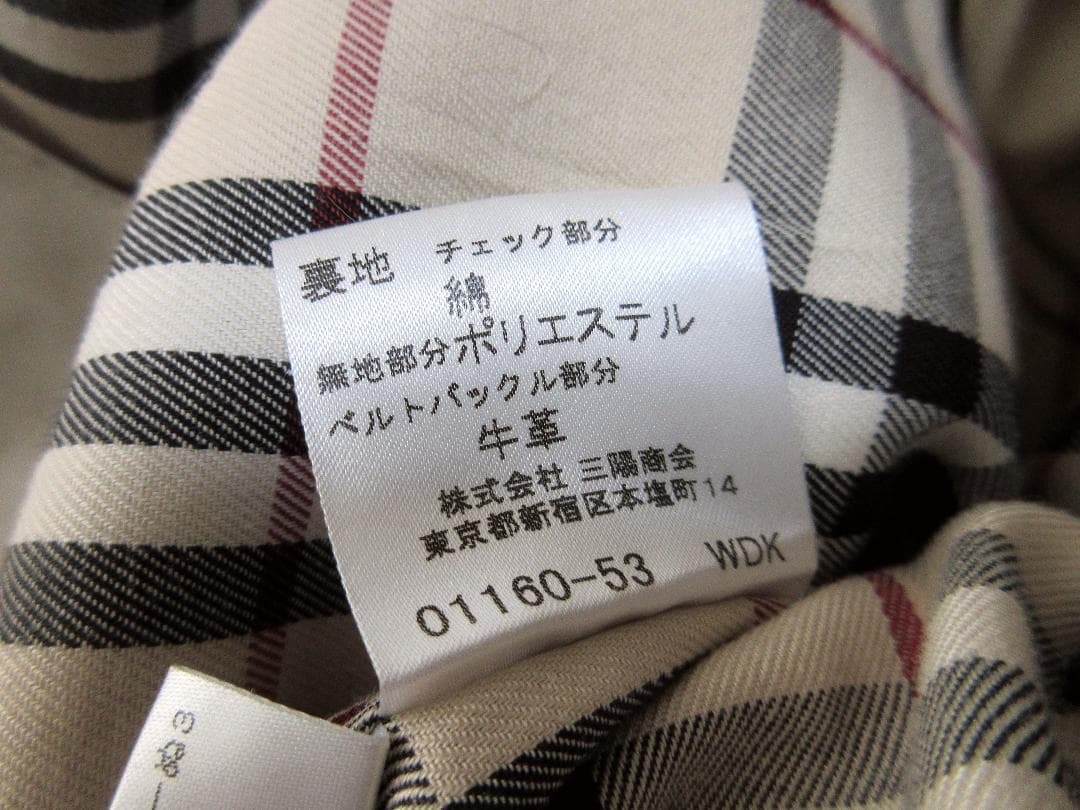 裏地 チェック部分
綿
無地部分ポリエステル
ベルトバックル部分
牛革
株式会社 三陽商会
東京都新宿区本塩町14
01160-53 WDK
3